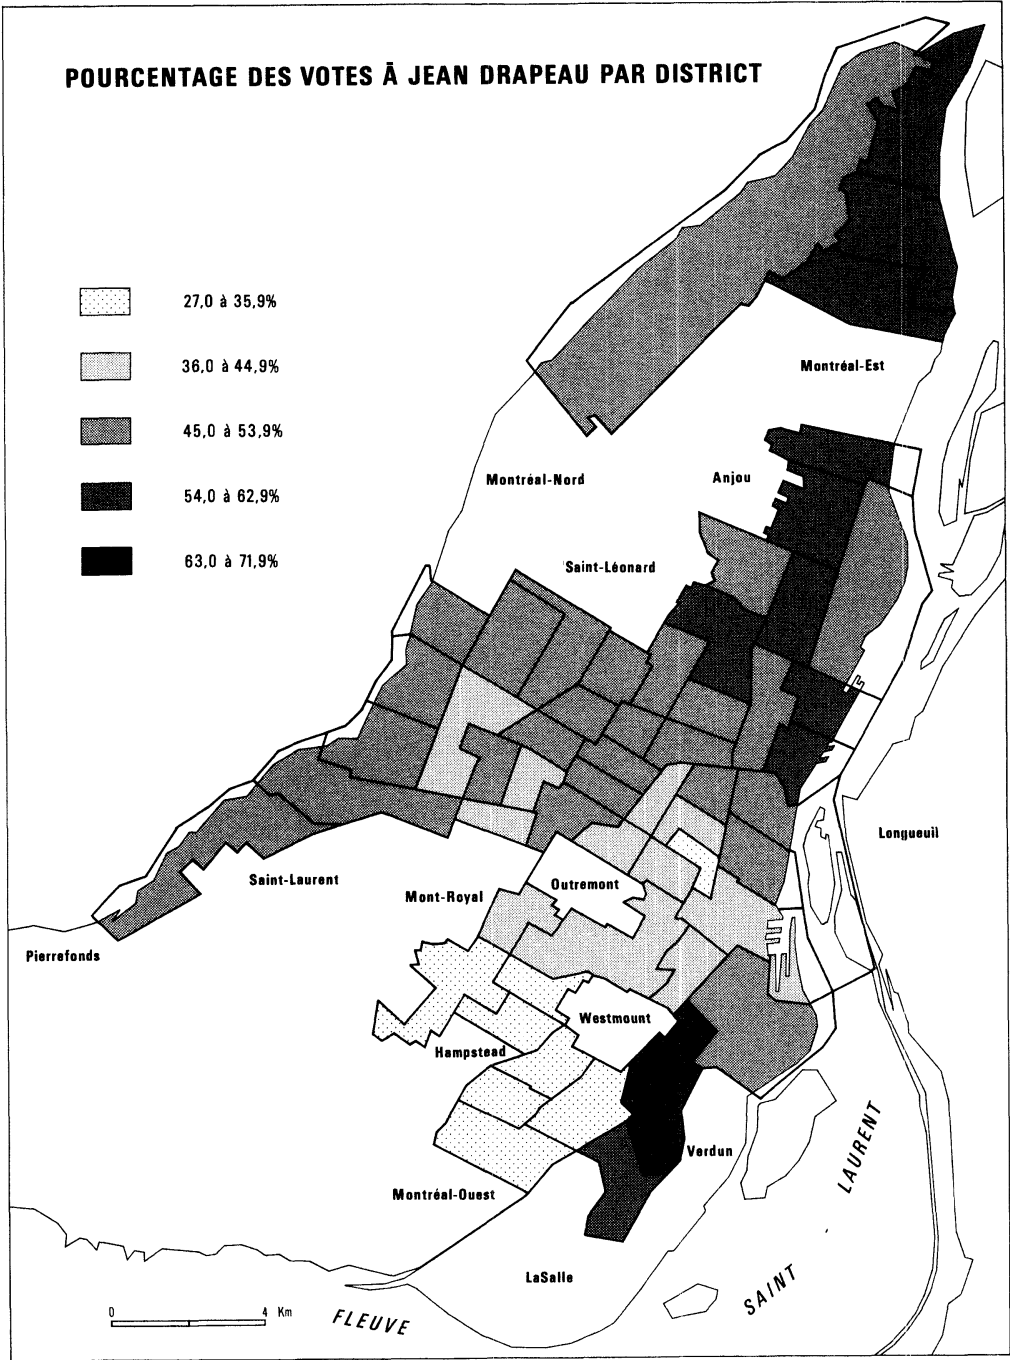 POURCENTAGE DES VOTES À JEAN DRAPEAU PAR DISTRICT
27,0 à 35,9%
36,0 à 44,9%
45,0 à 53,9%
54,0 à 62,9%
63,0 à 71,9%
Montréal-Est
Montréal-Nord
Anjou
Saint-Léonard
Longueuil
Saint-Laurent
Mont-Royal
Outremont
Pierrefonds
Westmount
Hampstead
Verdun
Montréal-Ouest
LaSalle
FLEUVE
SAINT
LAURENT
0 4 Km